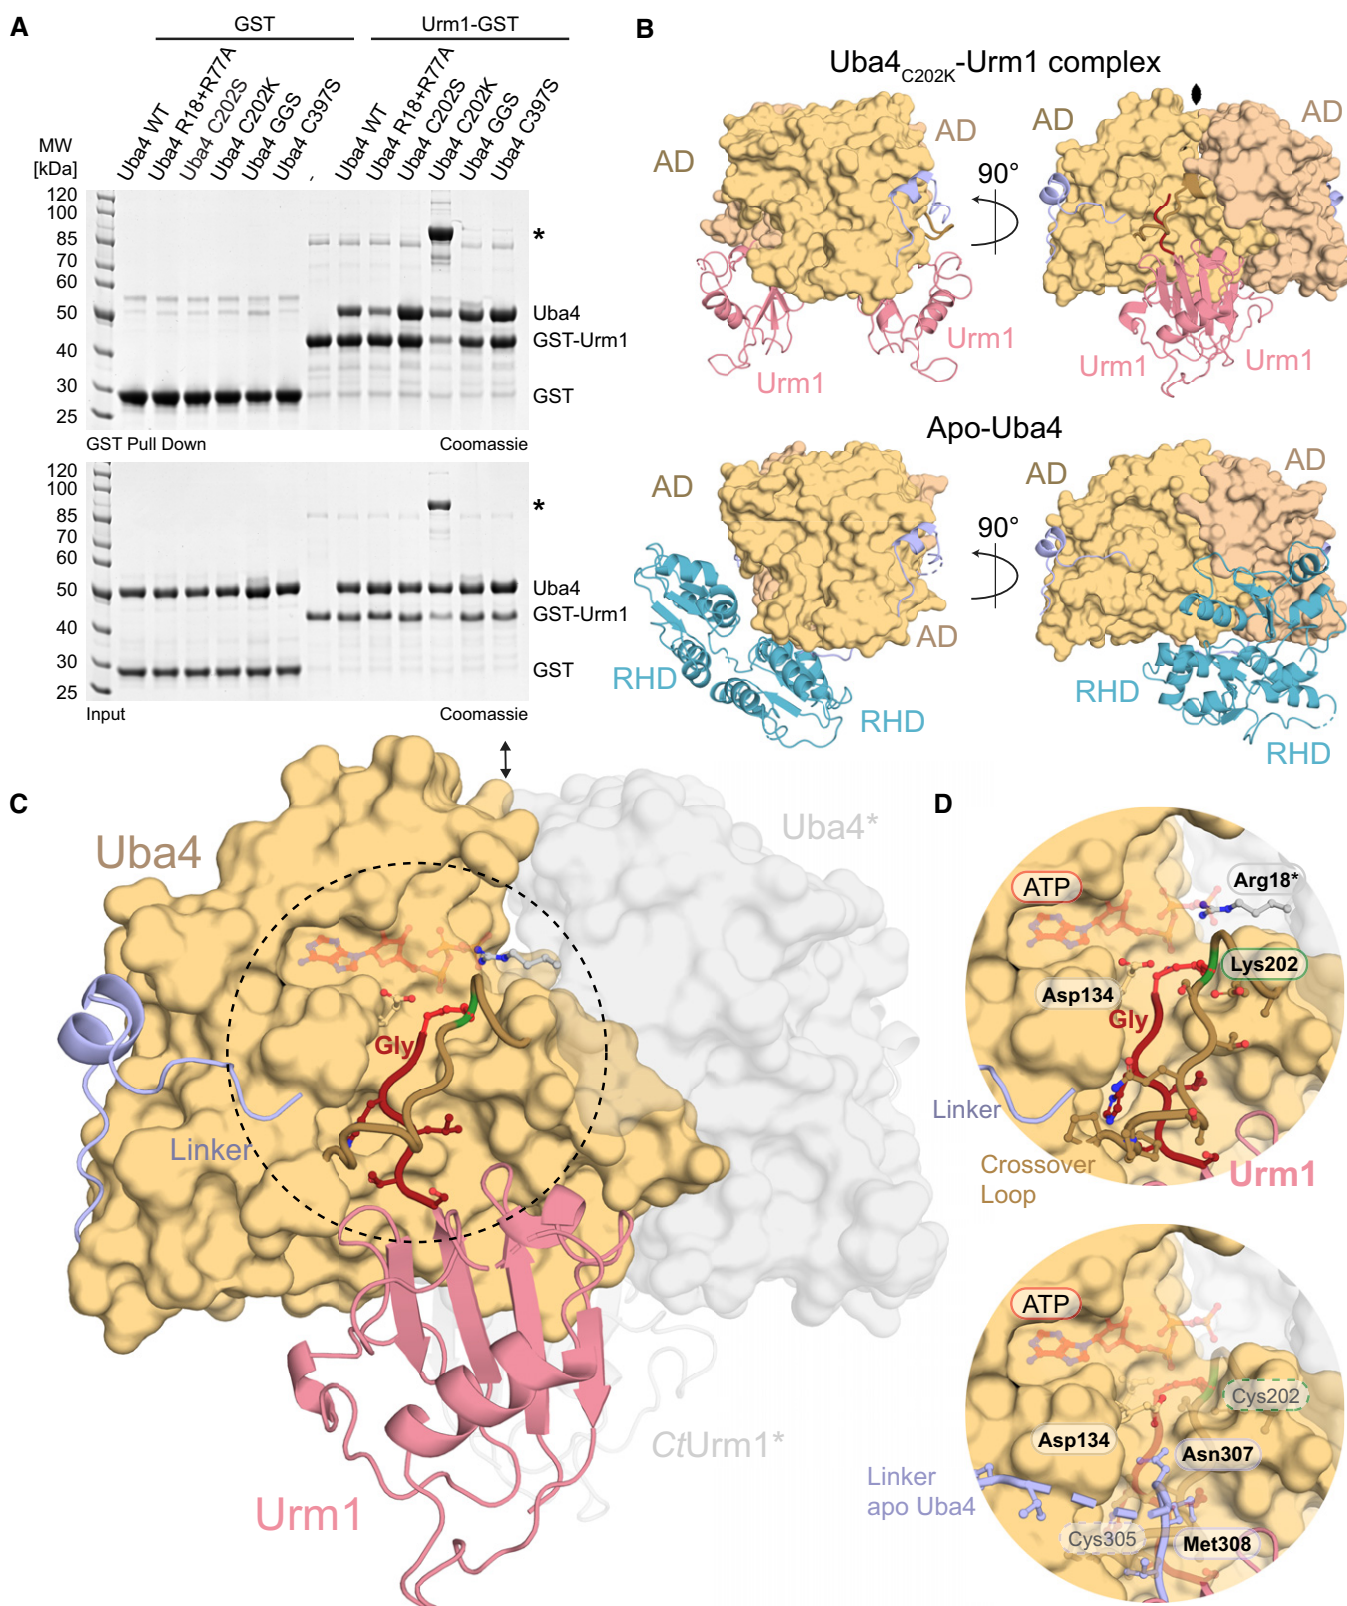 A
GST
Urm1-GST
Uba4 WT
Uba4 R18+R77A
Uba4 C202S
Uba4 C202K
Uba4 GGS
Uba4 C397S
-
Uba4 WT
Uba4 R18+R77A
Uba4 C202S
Uba4 C202K
Uba4 GGS
Uba4 C397S
MW
[kDa]
120
100
85
70
60
50
40
30
25
*
Uba4
GST-Urm1
GST
GST Pull Down
Coomassie
120
100
85
70
60
50
40
30
25
*
Uba4
GST-Urm1
GST
Input
Coomassie
B
Uba4C202K-Urm1 complex
AD
AD
90°
AD
AD
Urm1
Urm1
Urm1
Urm1
Apo-Uba4
AD
AD
90°
AD
AD
RHD
RHD
RHD
RHD
C
Uba4
Uba4*
Gly
Linker
CtUrm1*
Urm1
D
ATP
Arg18*
Lys202
Asp134
Gly
Linker
Crossover
Loop
Urm1
ATP
Cys202
Asp134
Asn307
Linker
apo Uba4
Cys305
Met308